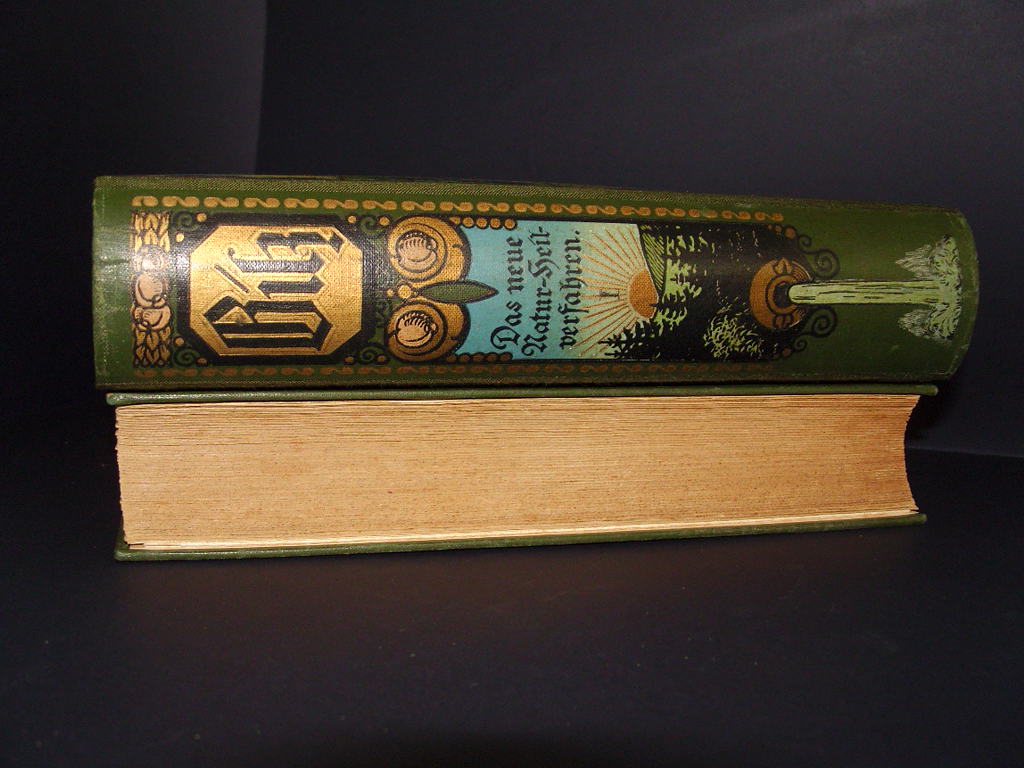 Bilz
Das neue
Natur-Heil-
verfahren.
I